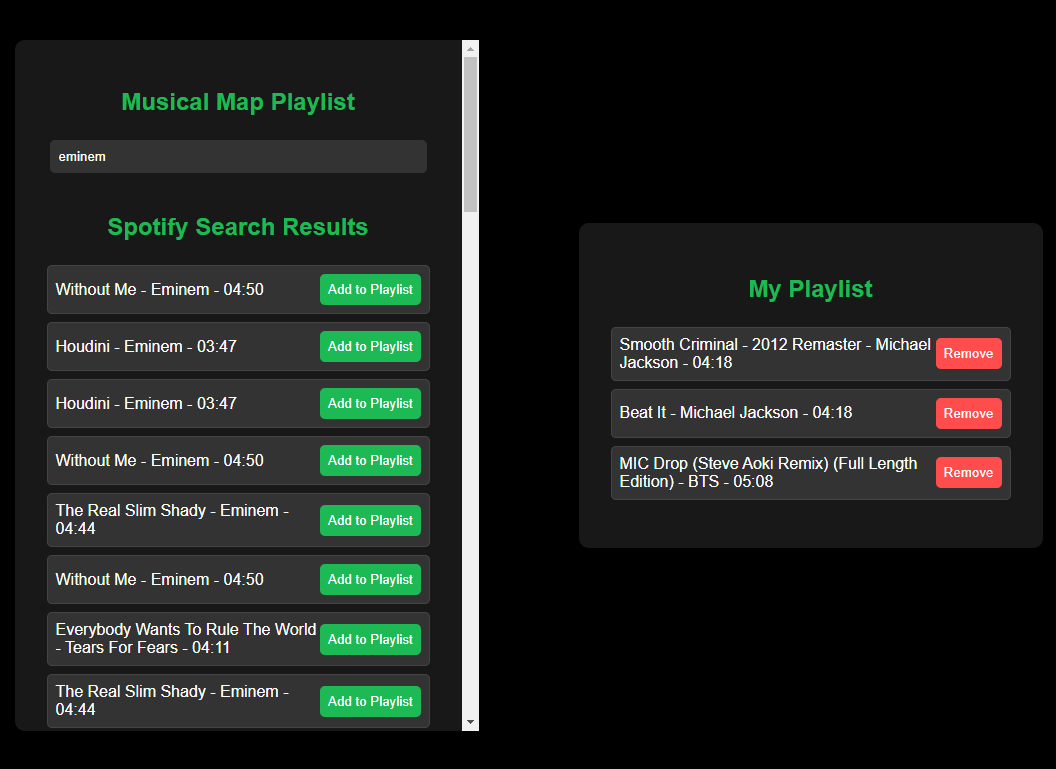 Musical Map Playlist
eminem
Spotify Search Results
Without Me - Eminem - 04:50
Add to Playlist
Houdini - Eminem - 03:47
Add to Playlist
Houdini - Eminem - 03:47
Add to Playlist
Without Me - Eminem - 04:50
Add to Playlist
The Real Slim Shady - Eminem -
04:44
Add to Playlist
Without Me - Eminem - 04:50
Add to Playlist
Everybody Wants To Rule The World
- Tears For Fears - 04:11
Add to Playlist
The Real Slim Shady - Eminem -
04:44
Add to Playlist
My Playlist
Smooth Criminal - 2012 Remaster - Michael
Jackson - 04:18
Remove
Beat It - Michael Jackson - 04:18
Remove
MIC Drop (Steve Aoki Remix) (Full Length
Edition) - BTS - 05:08
Remove